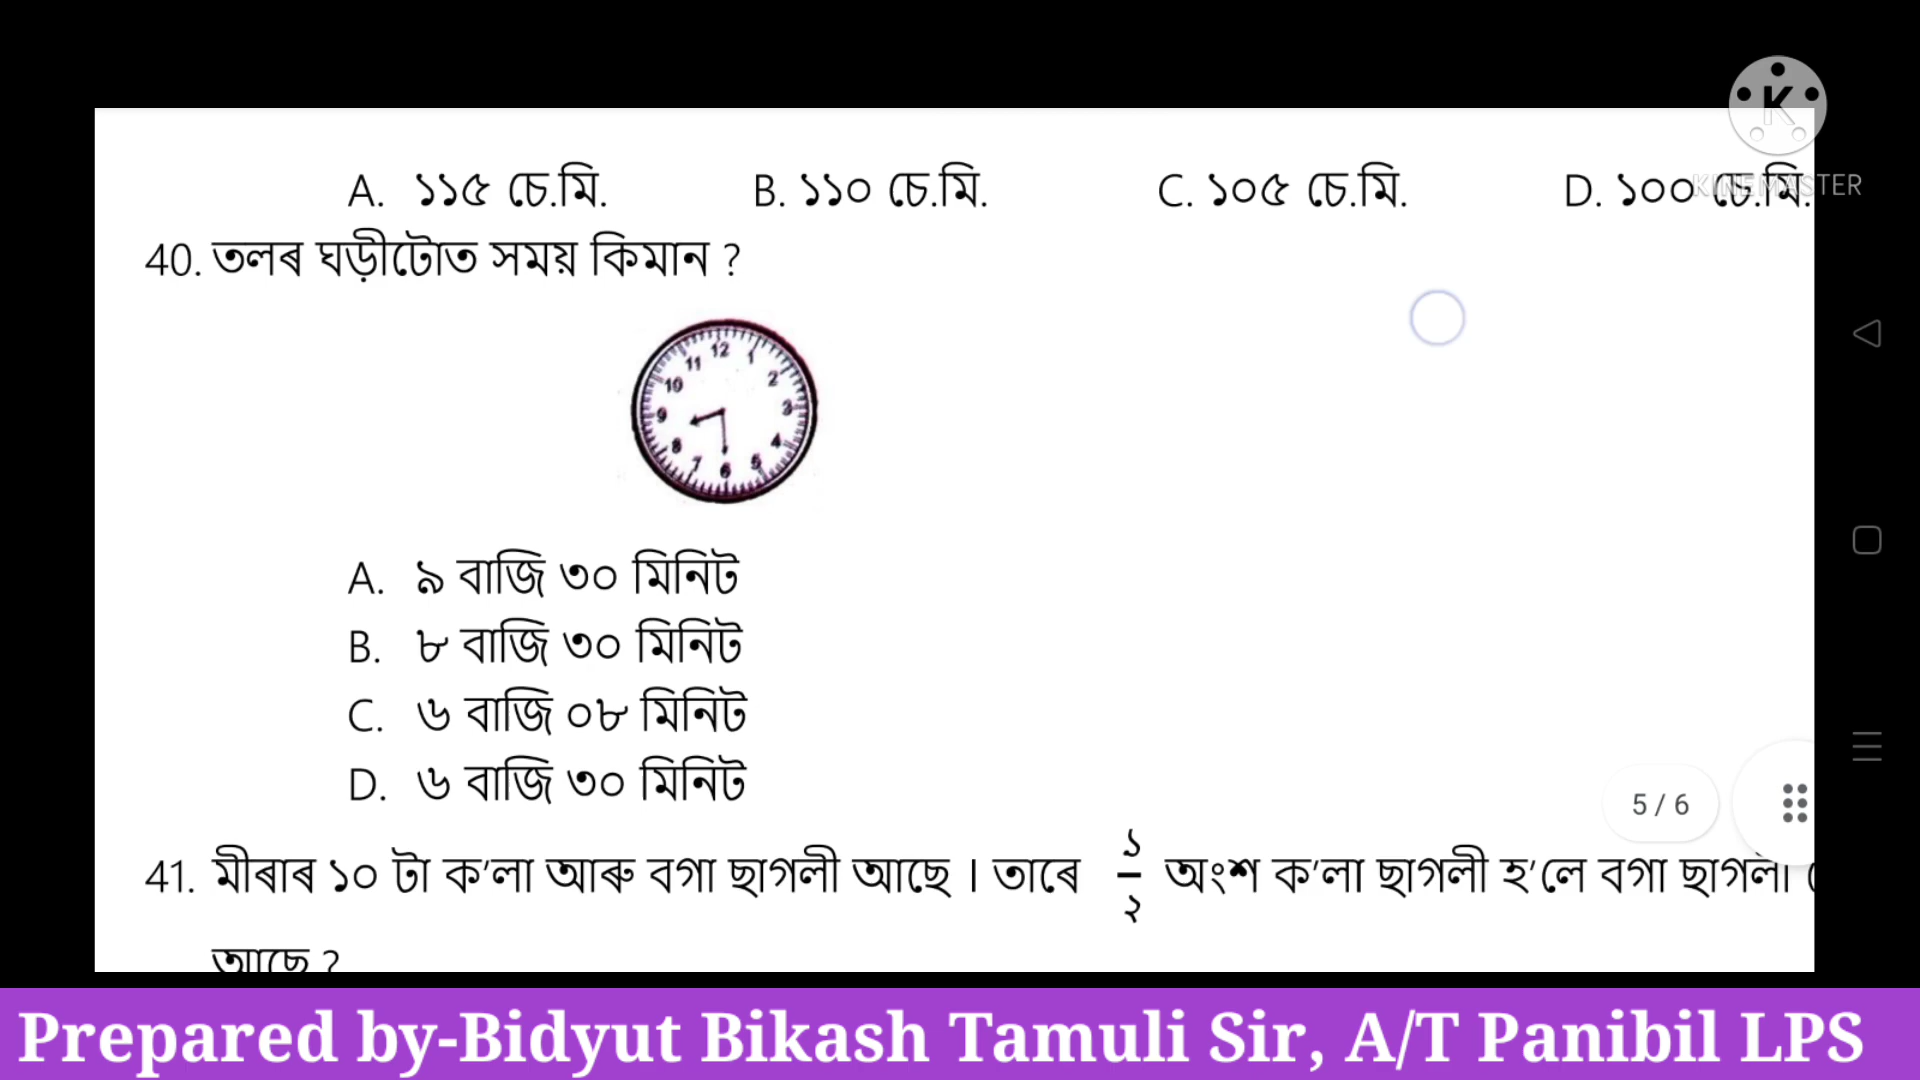 K
KINEMASTER
A. ১১৫ চে.মি. B. ১১০ চে.মি. C. ১০৫ চে.মি. D. ১০০ চে.মি.
40. তলৰ ঘড়ীটোত সময় কিমান ?
12
11 1
10 2
9 3
8 4
7 6 5
A. ৯ বাজি ৩০ মিনিট
B. ৮ বাজি ৩০ মিনিট
C. ৬ বাজি ০৮ মিনিট
D. ৬ বাজি ৩০ মিনিট
5 / 6
41. মীৰাৰ ১০ টা ক’লা আৰু বগা ছাগলী আছে । তাৰে ১/২ অংশ ক’লা ছাগলী হ’লে বগা ছাগলী
আছে ?
Prepared by-Bidyut Bikash Tamuli Sir, A/T Panibil LPS